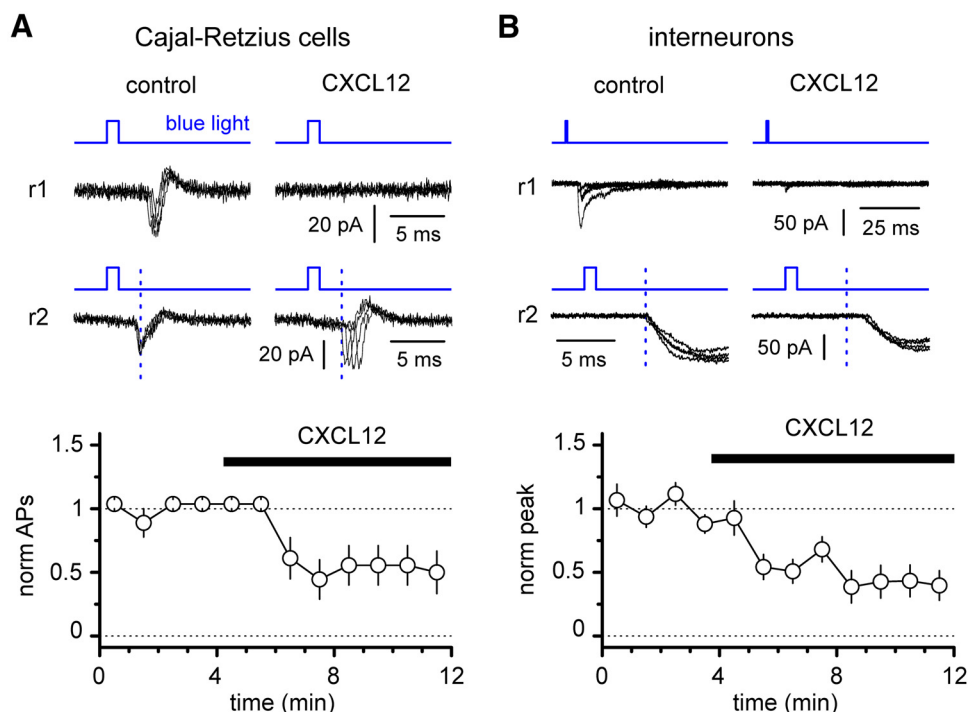 A
Cajal-Retzius cells
control
CXCL12
blue light
r1
20 pA
5 ms
r2
20 pA
5 ms
CXCL12
1.5
1
0.5
0
norm APs
0 4 8 12
time (min)
B
interneurons
control
CXCL12
r1
50 pA
25 ms
r2
5 ms
50 pA
CXCL12
1.5
1
0.5
0
norm peak
0 4 8 12
time (min)